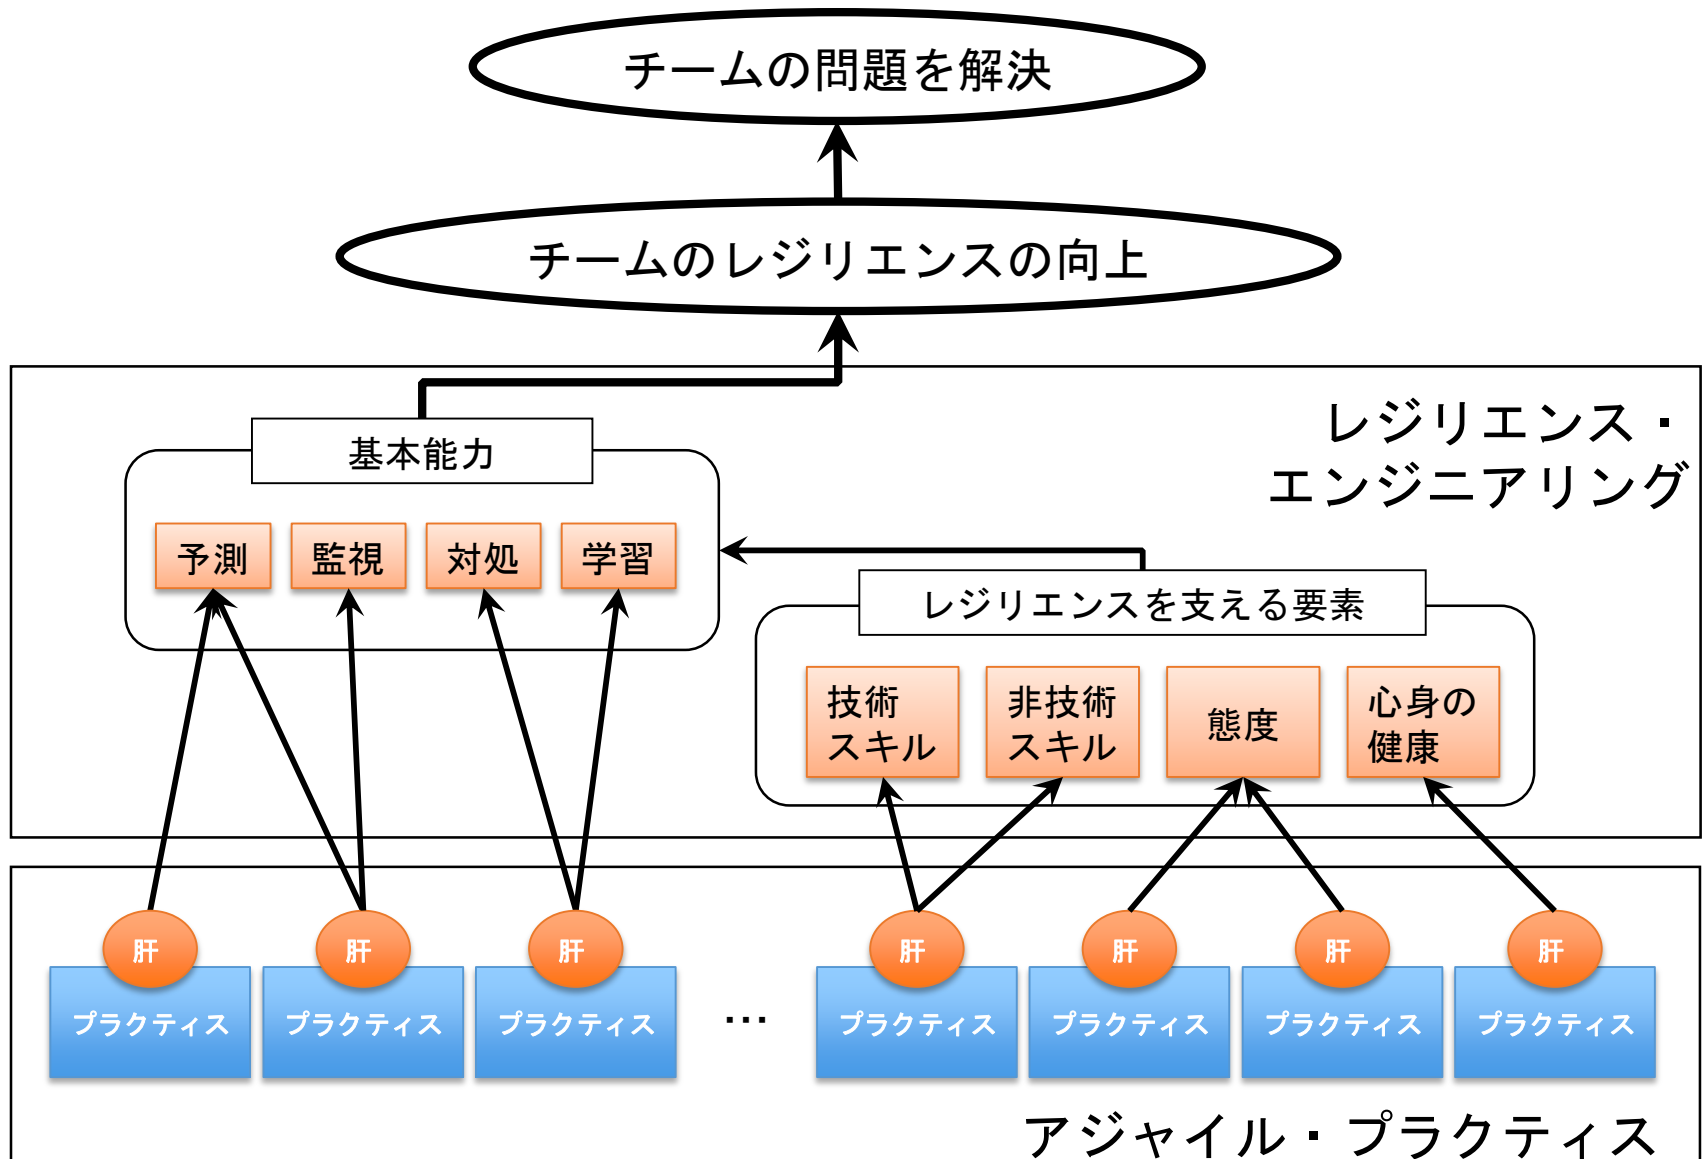 チームの問題を解決
チームのレジリエンスの向上
レジリエンス・
エンジニアリング
基本能力
予測
監視
対処
学習
レジリエンスを支える要素
技術
スキル
非技術
スキル
態度
心身の
健康
肝
肝
肝
肝
肝
肝
肝
プラクティス
プラクティス
プラクティス
…
プラクティス
プラクティス
プラクティス
プラクティス
アジャイル・プラクティス